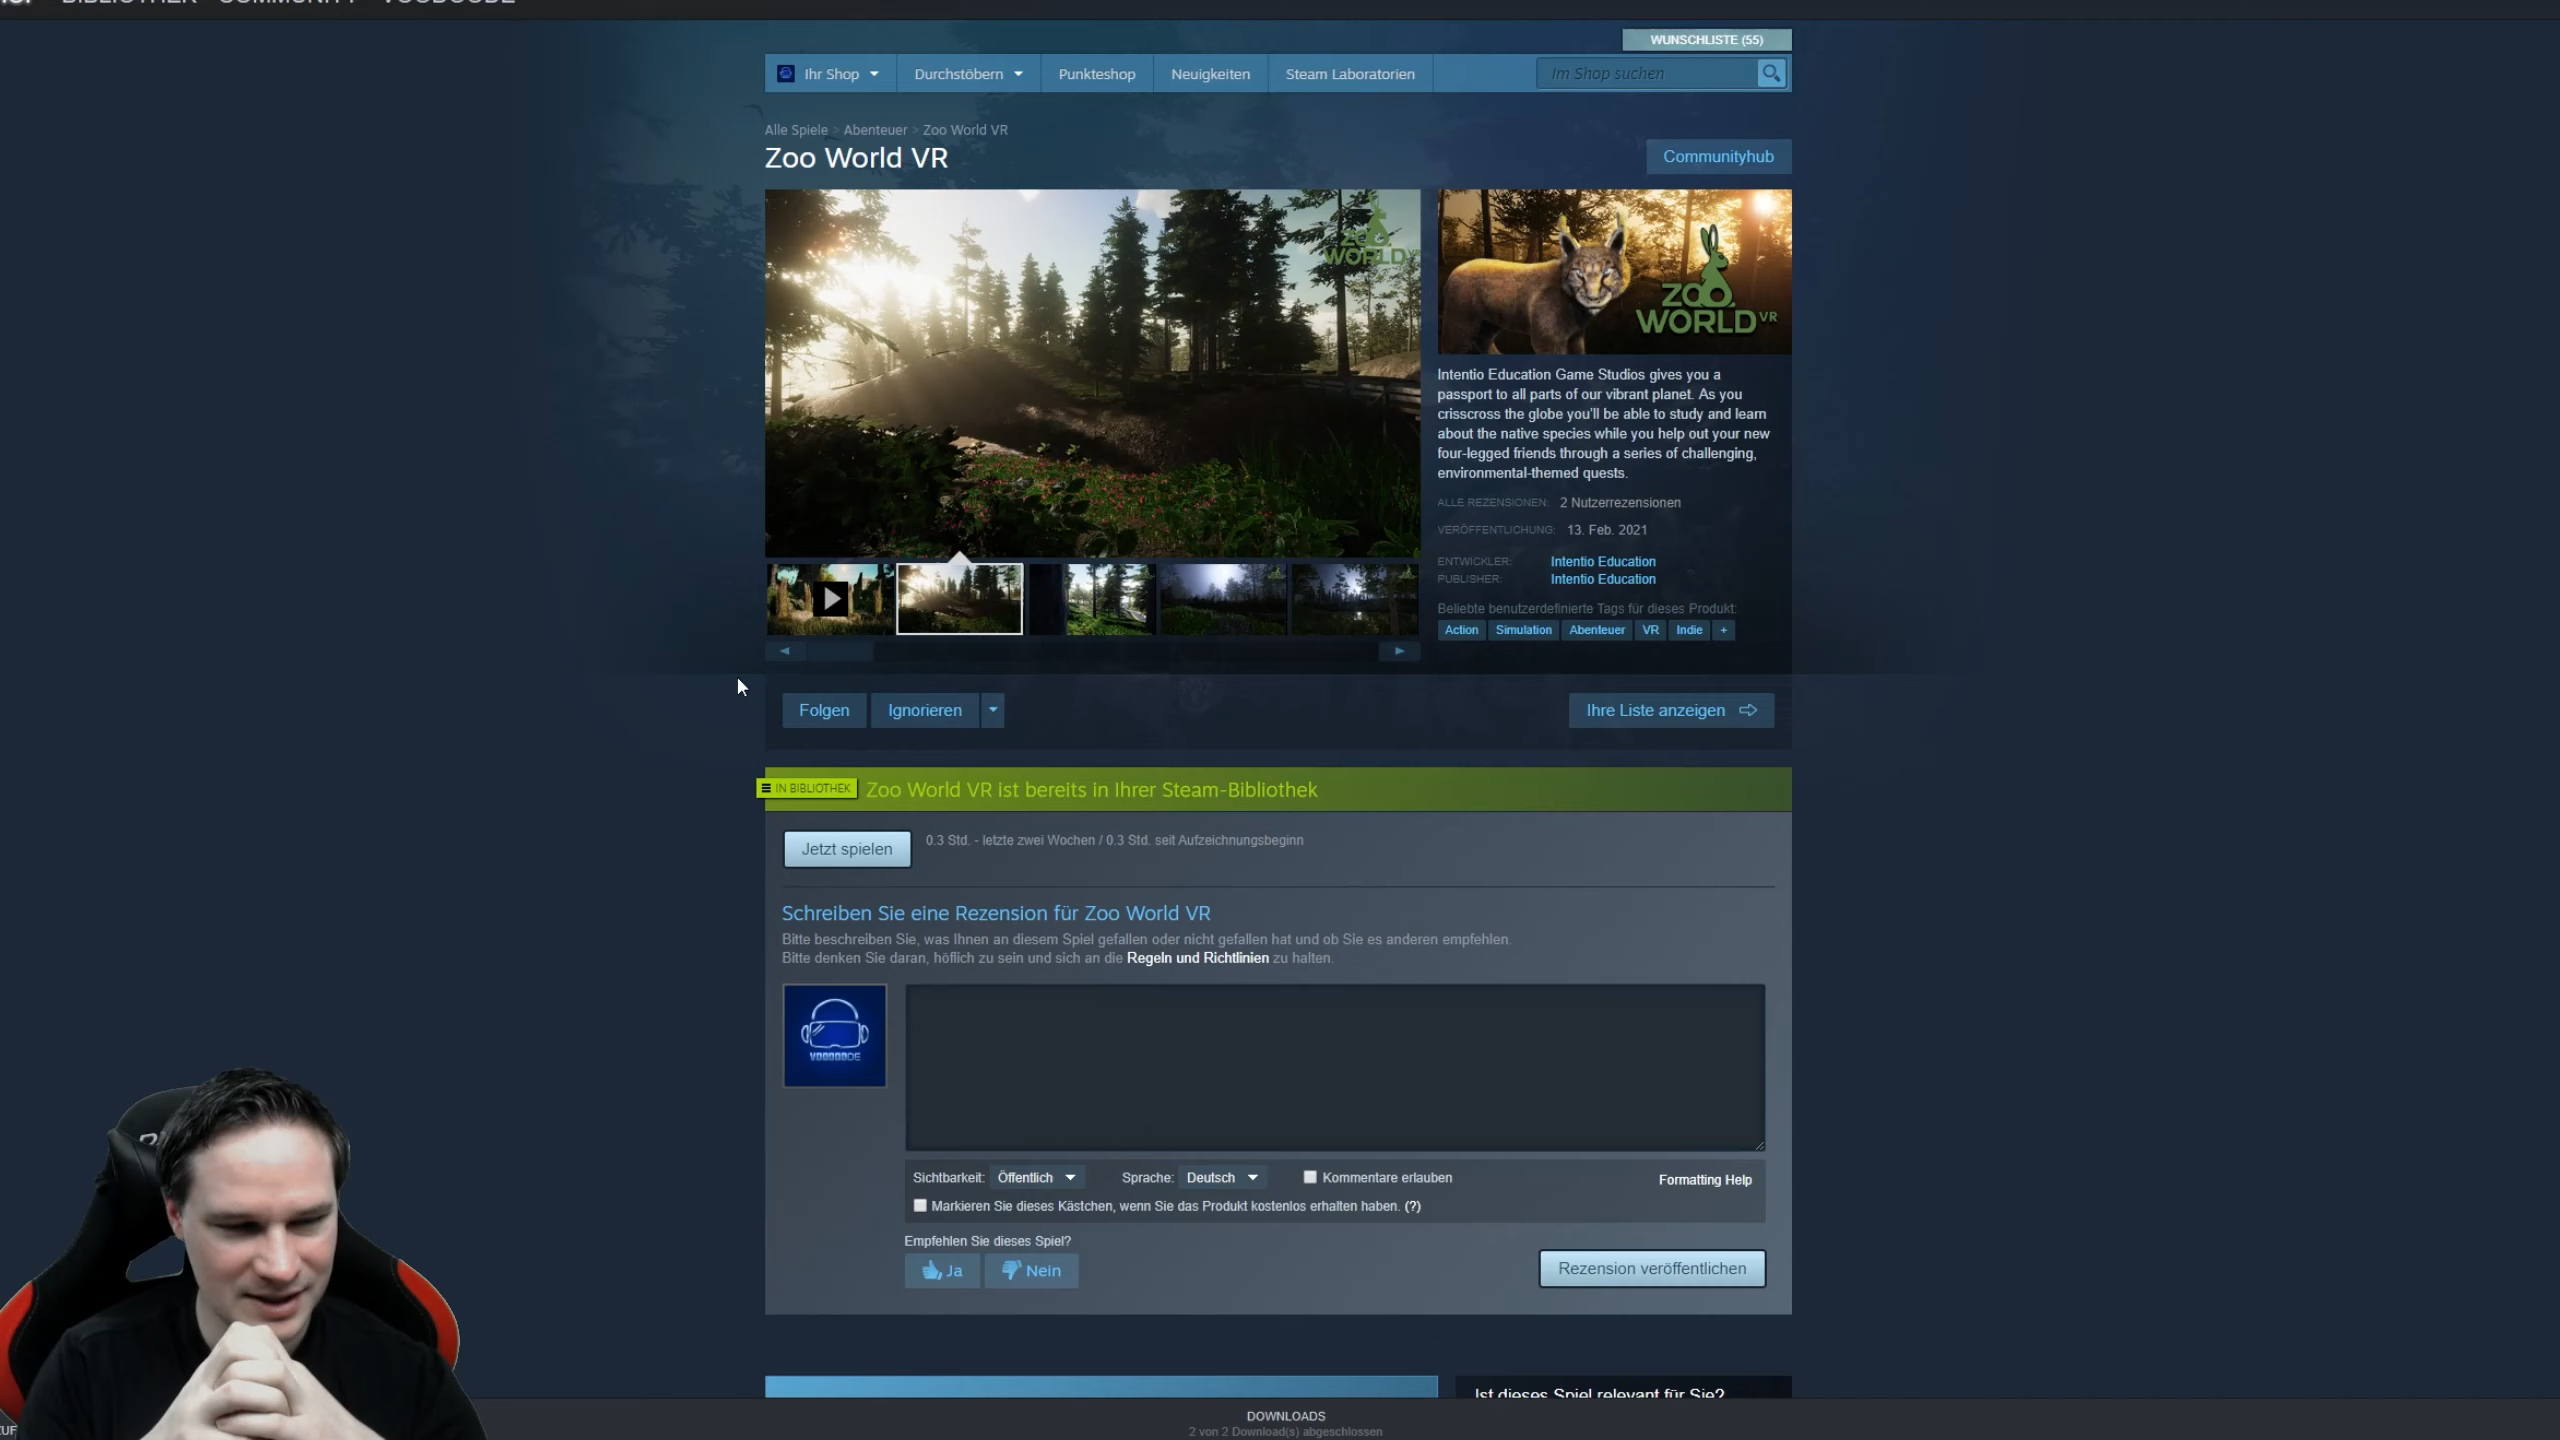 BIBLIOTHEK COMMUNITY VOODOODE
WUNSCHLISTE (55)
Ihr Shop
Durchstöbern
Punkteshop
Neuigkeiten
Steam Laboratorien
Im Shop suchen
Alle Spiele > Abenteuer > Zoo World VR
Zoo World VR
Communityhub
ZOO
WORLD
ZOO
WORLD VR
Intentio Education Game Studios gives you a
passport to all parts of our vibrant planet. As you
crisscross the globe you'll be able to study and learn
about the native species while you help out your new
four-legged friends through a series of challenging,
environmental-themed quests.
ALLE REZENSIONEN: 2 Nutzerrezensionen
VERÖFFENTLICHUNG: 13. Feb. 2021
ENTWICKLER: Intentio Education
PUBLISHER: Intentio Education
Beliebte benutzerdefinierte Tags für dieses Produkt:
Action Simulation Abenteuer VR Indie +
Folgen
Ignorieren
Ihre Liste anzeigen
IN BIBLIOTHEK
Zoo World VR ist bereits in Ihrer Steam-Bibliothek
Jetzt spielen
0.3 Std. - letzte zwei Wochen / 0.3 Std. seit Aufzeichnungsbeginn
Schreiben Sie eine Rezension für Zoo World VR
Bitte beschreiben Sie, was Ihnen an diesem Spiel gefallen oder nicht gefallen hat und ob Sie es anderen empfehlen.
Bitte denken Sie daran, höflich zu sein und sich an die Regeln und Richtlinien zu halten.
VOODOODE
Sichtbarkeit: Öffentlich
Sprache: Deutsch
Kommentare erlauben
Formatting Help
Markieren Sie dieses Kästchen, wenn Sie das Produkt kostenlos erhalten haben. (?)
Empfehlen Sie dieses Spiel?
Ja
Nein
Rezension veröffentlichen
Ist dieses Spiel relevant für Sie?
DOWNLOADS
2 von 2 Download(s) abgeschlossen